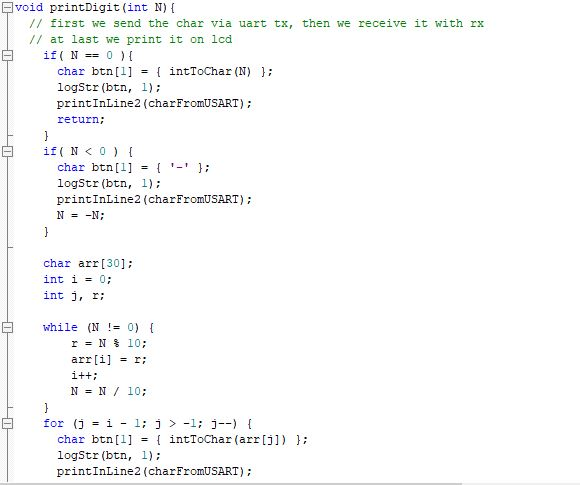 void printDigit(int N){
  // first we send the char via uart tx, then we receive it with rx
  // at last we print it on lcd
    if( N == 0 ){
      char btn[1] = { intToChar(N) };
      logStr(btn, 1);
      printInLine2(charFromUSART);
      return;
    }
    if( N < 0 ) {
      char btn[1] = { '-' };
      logStr(btn, 1);
      printInLine2(charFromUSART);
      N = -N;
    }

    char arr[30];
    int i = 0;
    int j, r;

    while (N != 0) {
        r = N % 10;
        arr[i] = r;
        i++;
        N = N / 10;
    }
    for (j = i - 1; j > -1; j--) {
      char btn[1] = { intToChar(arr[j]) };
      logStr(btn, 1);
      printInLine2(charFromUSART);